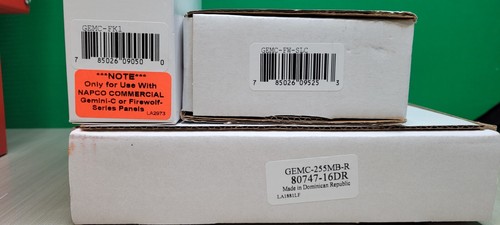 GEMC-FK1
7 85026 09050 0
***NOTE***
Only for Use With
NAPCO COMMERCIAL
Gemini-C or Firewolf-
Series Panels
LA2073
GEMC-FW-SLC
7 85026 09525 3
GEMC-255MB-R
80747-16DR
Made in Dominican Republic
LA1881LF